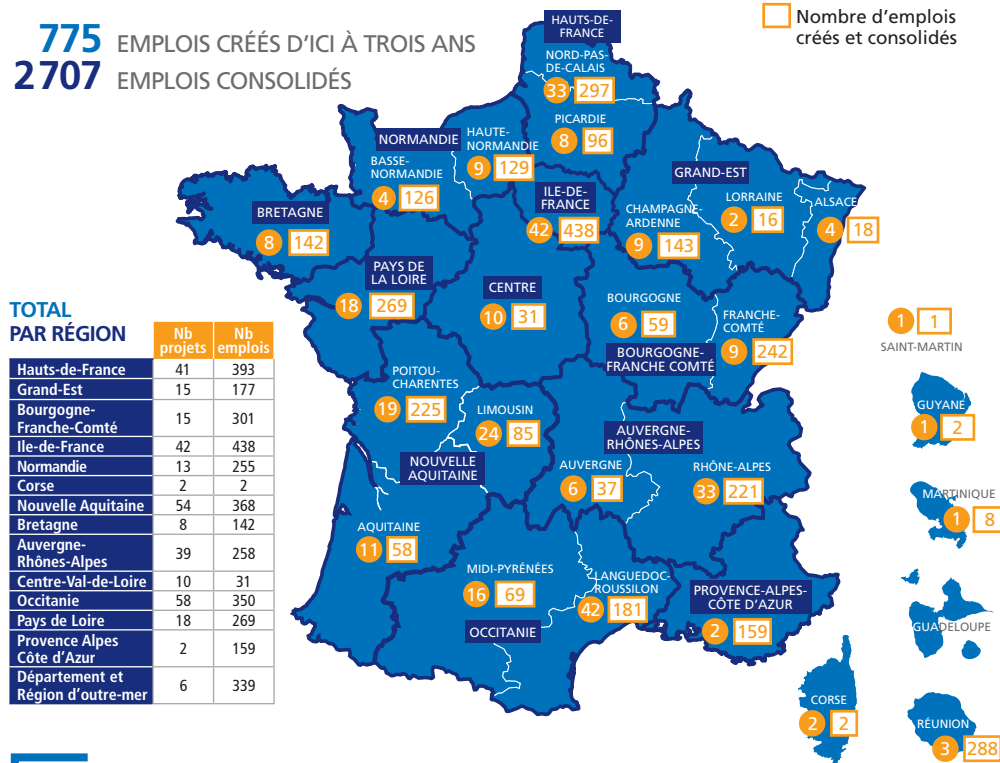 775 EMPLOIS CRÉÉS D'ICI À TROIS ANS
2707 EMPLOIS CONSOLIDÉS
Nombre d'emplois
créés et consolidés
HAUTS-DE-
FRANCE
NORD-PAS-
DE-CALAIS
33 297
PICARDIE
8 96
NORMANDIE
HAUTE-
NORMANDIE
9 129
BASSE-
NORMANDIE
4 126
ILE-DE-
FRANCE
42 438
GRAND-EST
CHAMPAGNE-
ARDENNE
9 143
LORRAINE
2 16
ALSACE
4 18
BRETAGNE
8 142
PAYS DE
LA LOIRE
18 269
CENTRE
10 31
BOURGOGNE
6 59
FRANCHE-
COMTÉ
9 242
BOURGOGNE-
FRANCHE COMTÉ
POITOU-
CHARENTES
19 225
LIMOUSIN
24 85
NOUVELLE
AQUITAINE
AQUITAINE
11 58
AUVERGNE-
RHÔNES-ALPES
AUVERGNE
6 37
RHÔNE-ALPES
33 221
MIDI-PYRÉNÉES
16 69
LANGUEDOC-
ROUSSILON
42 181
OCCITANIE
PROVENCE-ALPES-
CÔTE D'AZUR
2 159
CORSE
2 2
1 1
SAINT-MARTIN
GUYANE
1 2
MARTINIQUE
1 8
GUADELOUPE
RÉUNION
3 288
TOTAL
PAR RÉGION
Nb projets Nb emplois
Hauts-de-France 41 393
Grand-Est 15 177
Bourgogne-
Franche-Comté 15 301
Ile-de-France 42 438
Normandie 13 255
Corse 2 2
Nouvelle Aquitaine 54 368
Bretagne 8 142
Auvergne-
Rhônes-Alpes 39 258
Centre-Val-de-Loire 10 31
Occitanie 58 350
Pays de Loire 18 269
Provence Alpes
Côte d'Azur 2 159
Département et
Région d'outre-mer 6 339